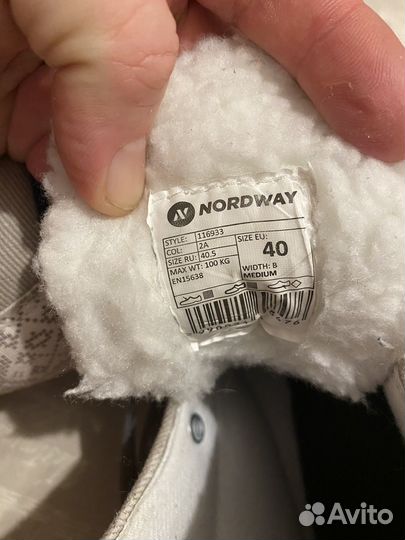 NORDWAY
STYLE: 116933
COL: 2A
SIZE RU: 40.5
MAX WT: 100 KG
EN15638
SIZE EU:
40
WIDTH: B
MEDIUM
Avito